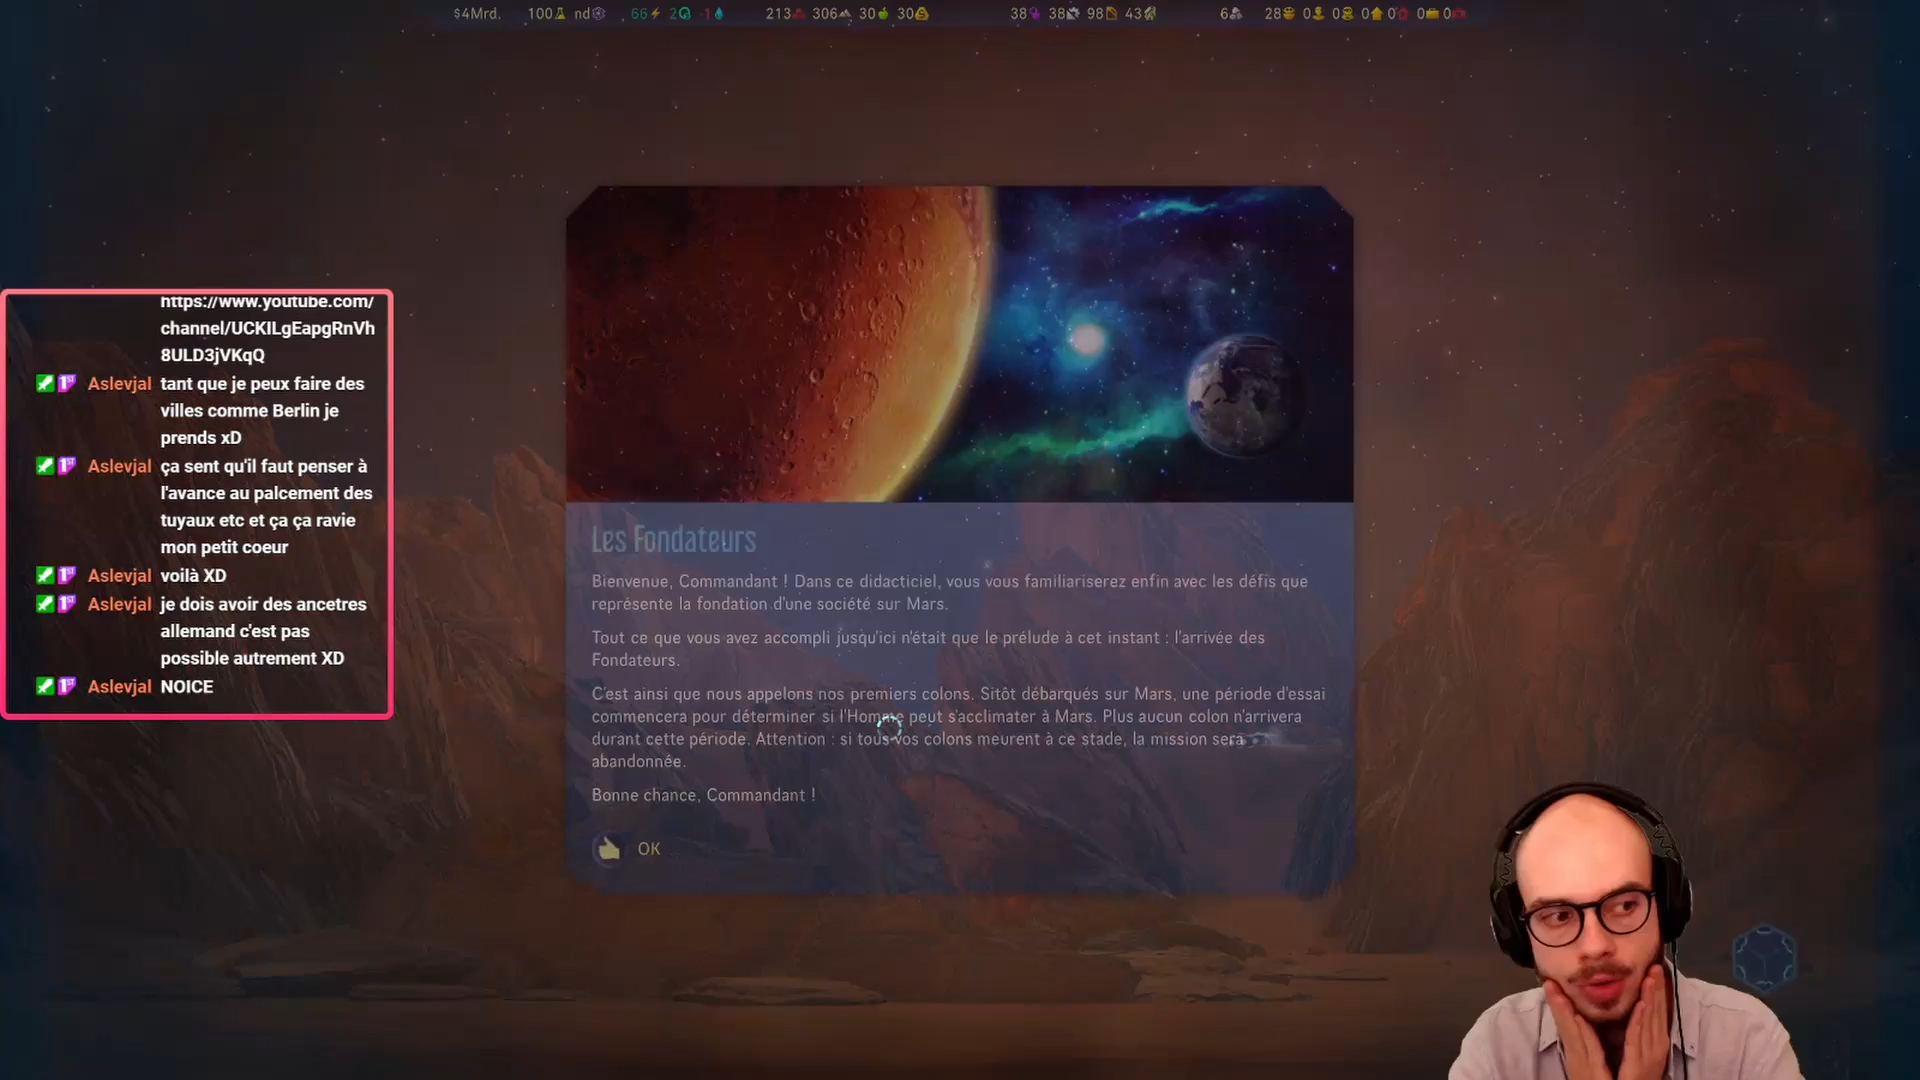 $4Mrd. 100 nd 66 2 -1 213 306 30 30 38 38 98 43 6 28 0 0 0 0 0 0
https://www.youtube.com/
channel/UCKILgEapgRnVh
8ULD3jVKqQ
Aslevjal tant que je peux faire des
villes comme Berlin je
prends xD
Aslevjal ça sent qu'il faut penser à
l'avance au palcement des
tuyaux etc et ça ça ravie
mon petit coeur
Aslevjal voilà XD
Aslevjal je dois avoir des ancetres
allemand c'est pas
possible autrement XD
Aslevjal NOICE
Les Fondateurs
Bienvenue, Commandant ! Dans ce didacticiel, vous vous familiariserez enfin avec les défis que
représente la fondation d'une société sur Mars.
Tout ce que vous avez accompli jusqu'ici n'était que le prélude à cet instant : l'arrivée des
Fondateurs.
C'est ainsi que nous appelons nos premiers colons. Sitôt débarqués sur Mars, une période d'essai
commencera pour déterminer si l'Homme peut s'acclimater à Mars. Plus aucun colon n'arrivera
durant cette période. Attention : si tous vos colons meurent à ce stade, la mission sera
abandonnée.
Bonne chance, Commandant !
OK